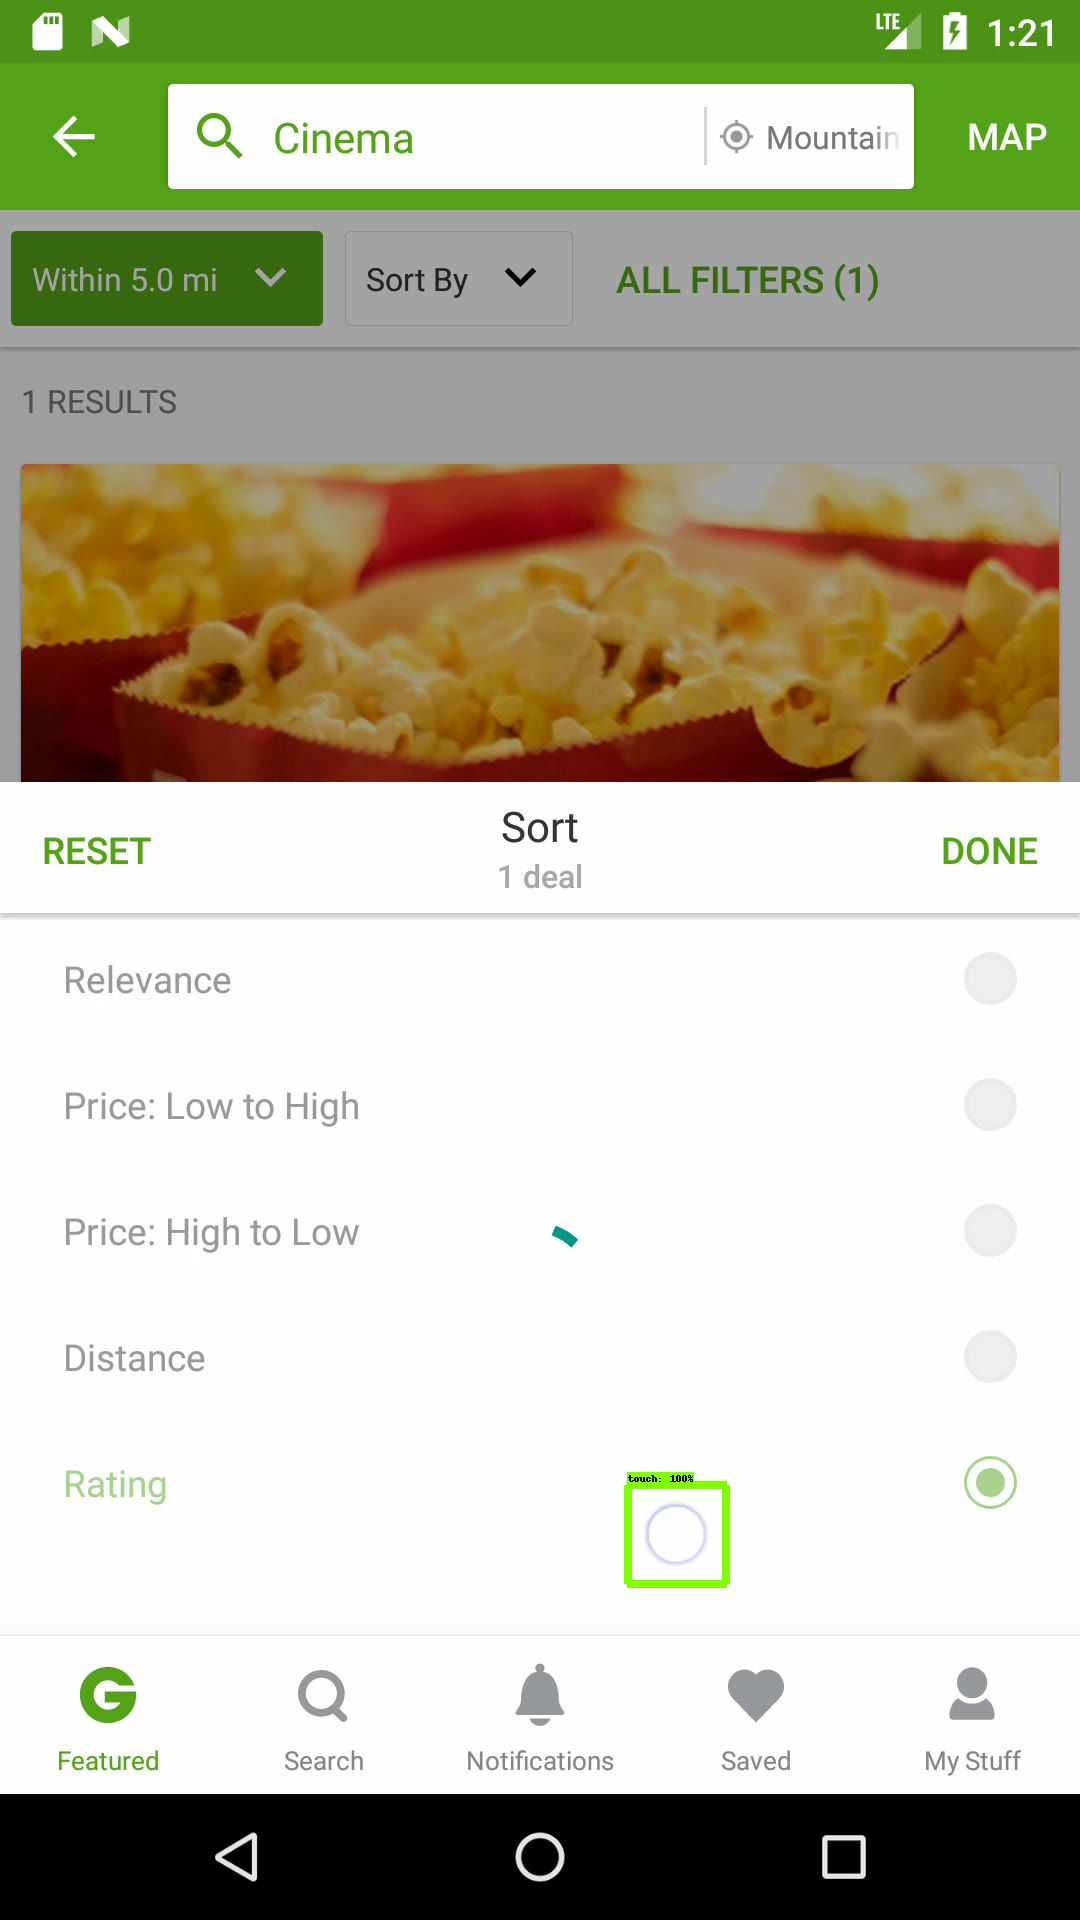 LTE 1:21
Cinema Mountain MAP
Within 5.0 mi Sort By ALL FILTERS (1)
1 RESULTS
RESET Sort DONE
1 deal
Relevance
Price: Low to High
Price: High to Low
Distance
touch: 100%
Rating
Featured Search Notifications Saved My Stuff